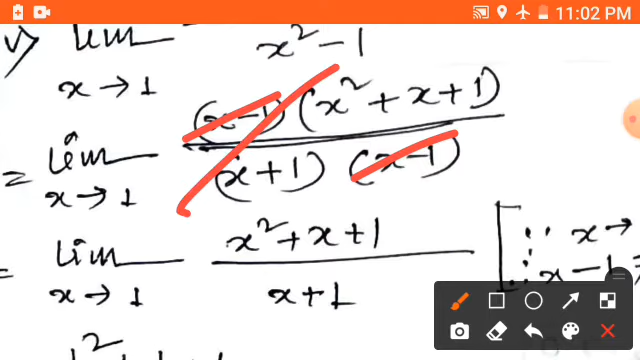 11:02 PM
v) lim
x → 1 x² - 1
= lim (x-1) (x² + x + 1)
x → 1 (x + 1) (x - 1)
= lim x² + x + 1 [∵ x →
x → 1 x + 1 x - 1
2